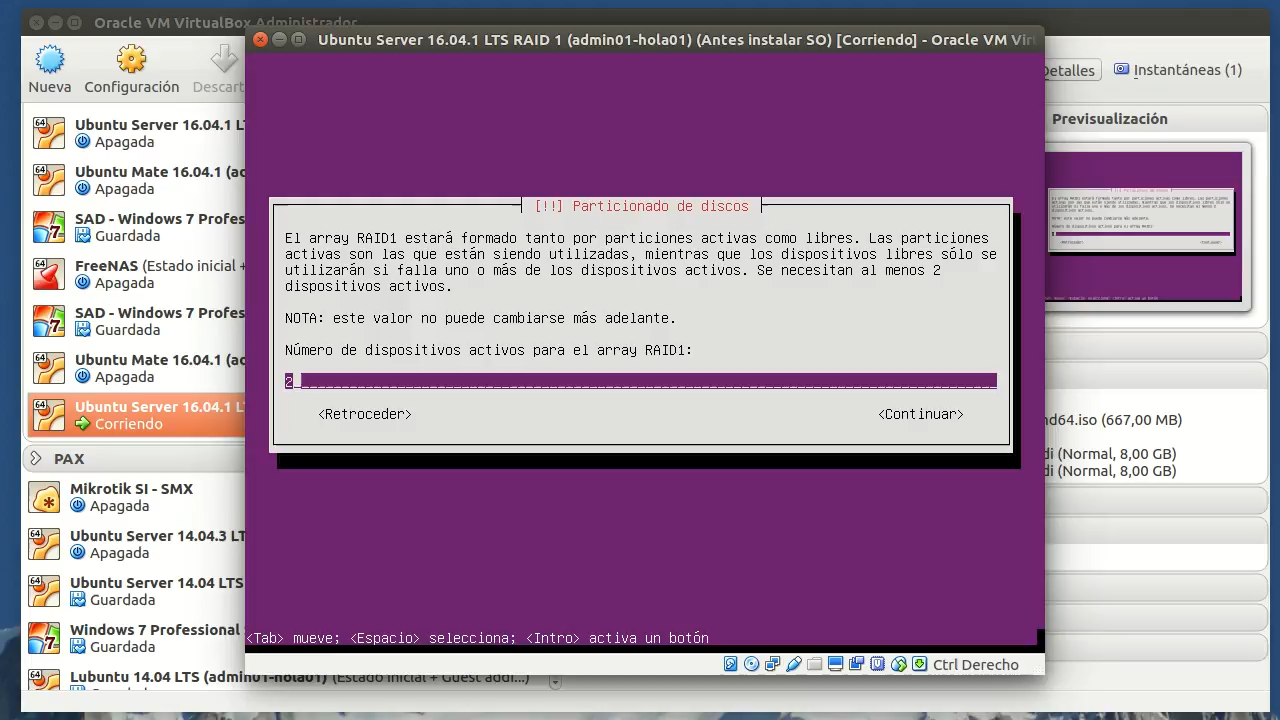 Oracle VM VirtualBox Administrador
Ubuntu Server 16.04.1 LTS RAID 1 (admin01-hola01) (Antes instalar SO) [Corriendo] - Oracle VM
Nueva
Configuración
Descart
Detalles
Instantáneas (1)
Ubuntu Server 16.04.1
Apagada
Ubuntu Mate 16.04.1
Apagada
SAD - Windows 7 Profes
Guardada
FreeNAS (Estado inicial +
Apagada
SAD - Windows 7 Profes
Guardada
Ubuntu Mate 16.04.1
Apagada
Ubuntu Server 16.04.1
Corriendo
PAX
Mikrotik SI - SMX
Apagada
Ubuntu Server 14.04.3
Apagada
Ubuntu Server 14.04 LTS
Guardada
Windows 7 Professional
Guardada
Lubuntu 14.04 LTS (admin01-hola01) (Estado inicial + Guest addi...)
[!!] Particionado de discos
El array RAID1 estará formado tanto por particiones activas como libres. Las particiones
activas son las que están siendo utilizadas, mientras que los dispositivos libres sólo se
utilizarán si falla uno o más de los dispositivos activos. Se necesitan al menos 2
dispositivos activos.
NOTA: este valor no puede cambiarse más adelante.
Número de dispositivos activos para el array RAID1:
2
<Retroceder>
<Continuar>
<Tab> mueve; <Espacio> selecciona; <Intro> activa un botón
Ctrl Derecho
Previsualización
d64.iso (667,00 MB)
di (Normal, 8,00 GB)
di (Normal, 8,00 GB)